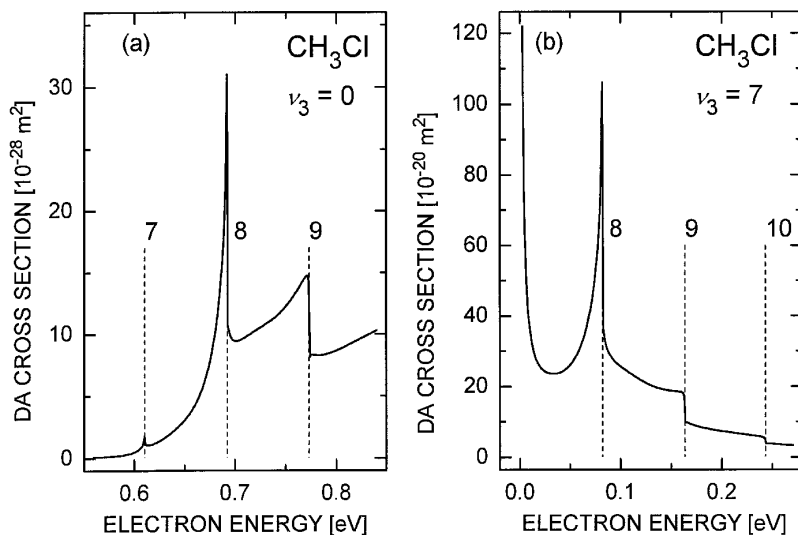 (a)
CH₃Cl
ν₃ = 0
DA CROSS SECTION [10⁻²⁸ m²]
30
20
10
0
7
8
9
0.6 0.7 0.8
ELECTRON ENERGY [eV]
(b)
CH₃Cl
ν₃ = 7
DA CROSS SECTION [10⁻²⁰ m²]
120
100
80
60
40
20
0
8
9
10
0.0 0.1 0.2
ELECTRON ENERGY [eV]